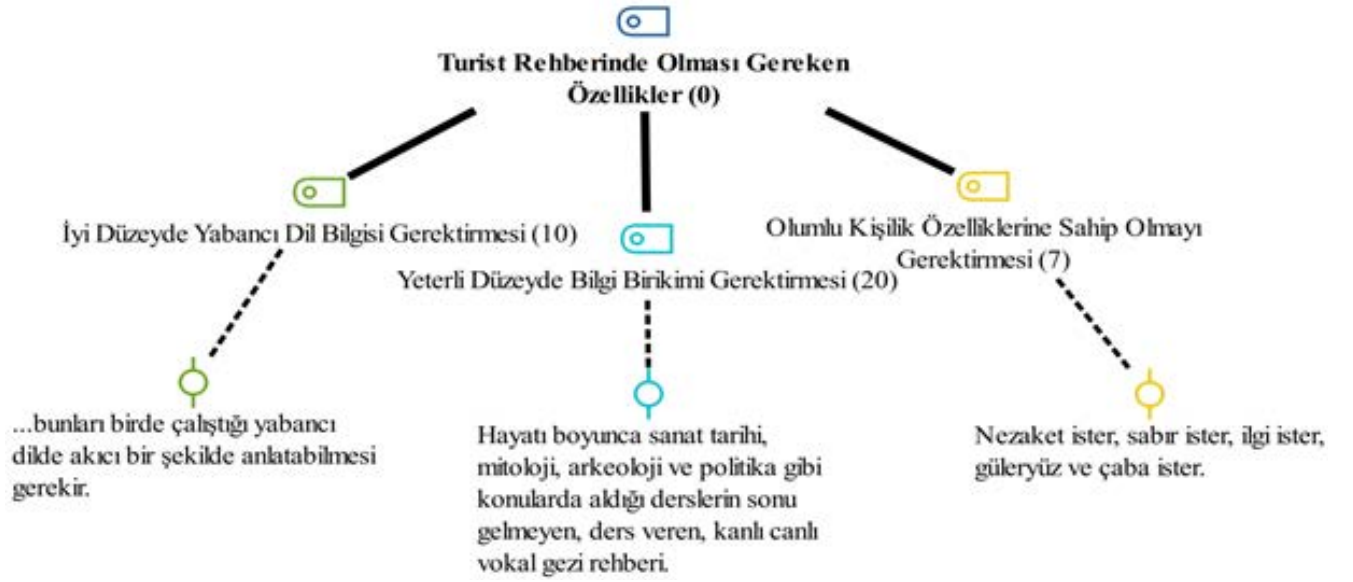 Turist Rehberinde Olması Gereken
Özellikler (0)
İyi Düzeyde Yabancı Dil Bilgisi Gerektirmesi (10)
Yeterli Düzeyde Bilgi Birikimi Gerektirmesi (20)
Olumlu Kişilik Özelliklerine Sahip Olmayı
Gerektirmesi (7)
...bunları birde çalıştığı yabancı
dilde akıcı bir şekilde anlatabilmesi
gerekir.
Hayatı boyunca sanat tarihi,
mitoloji, arkeoloji ve politika gibi
konularda aldığı derslerin sonu
gelmeyen, ders veren, kanlı canlı
vokal gezi rehberi.
Nezaket ister, sabır ister, ilgi ister,
güleryüz ve çaba ister.